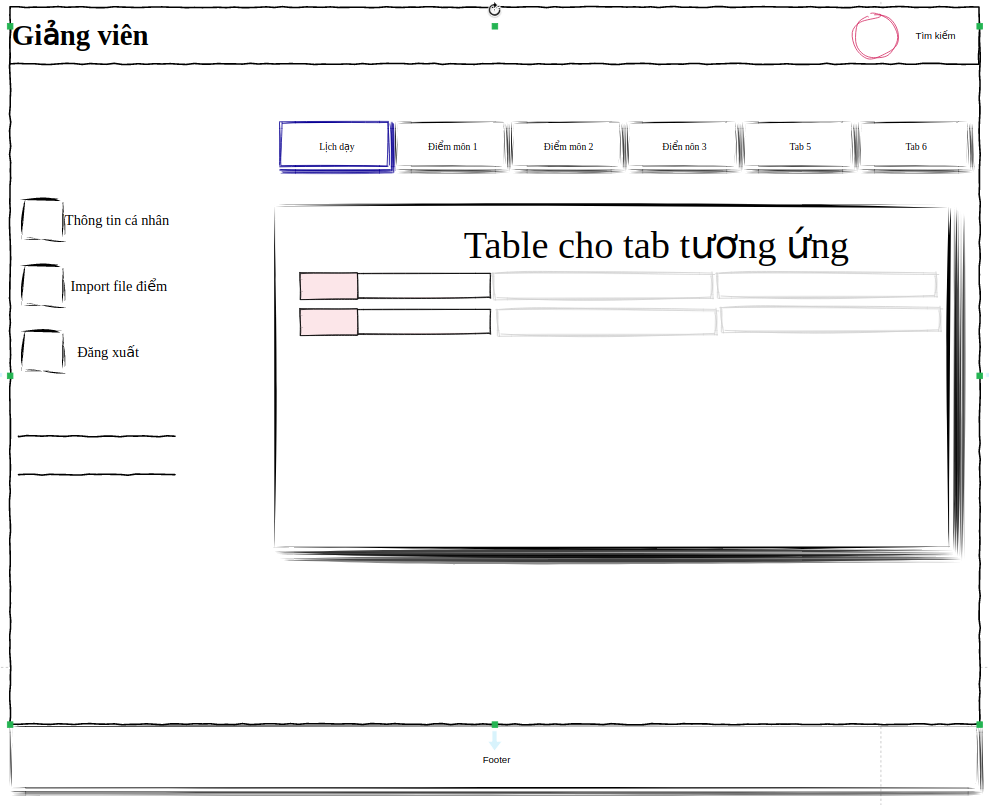 Giảng viên
Tìm kiếm
Lịch dạy
Điểm môn 1
Điểm môn 2
Điển nôn 3
Tab 5
Tab 6
Thông tin cá nhân
Import file điểm
Đăng xuất
Table cho tab tương ứng
Footer